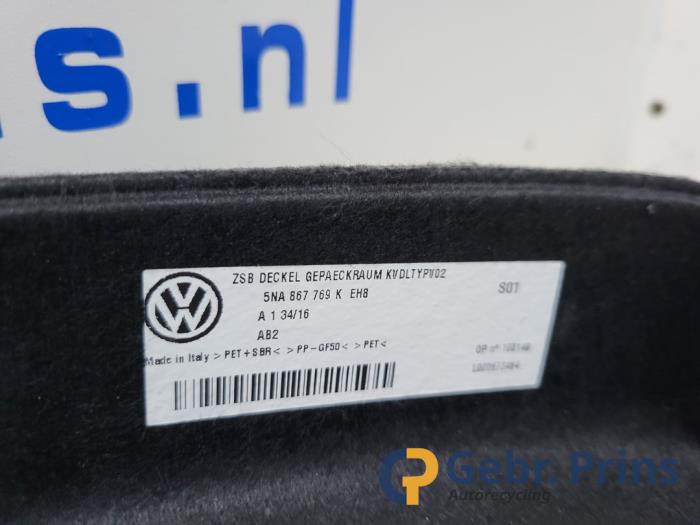 s.nl
ZSB DECKEL GEPAECKRAUM KVDLTYPV02
5NA 867 769 K EH8
S01
A 1 34/16
AB2
Made in Italy >PET+SBR< >PP-GF50< >PET<
OP n°
Gebr. Prins
Autorecycling